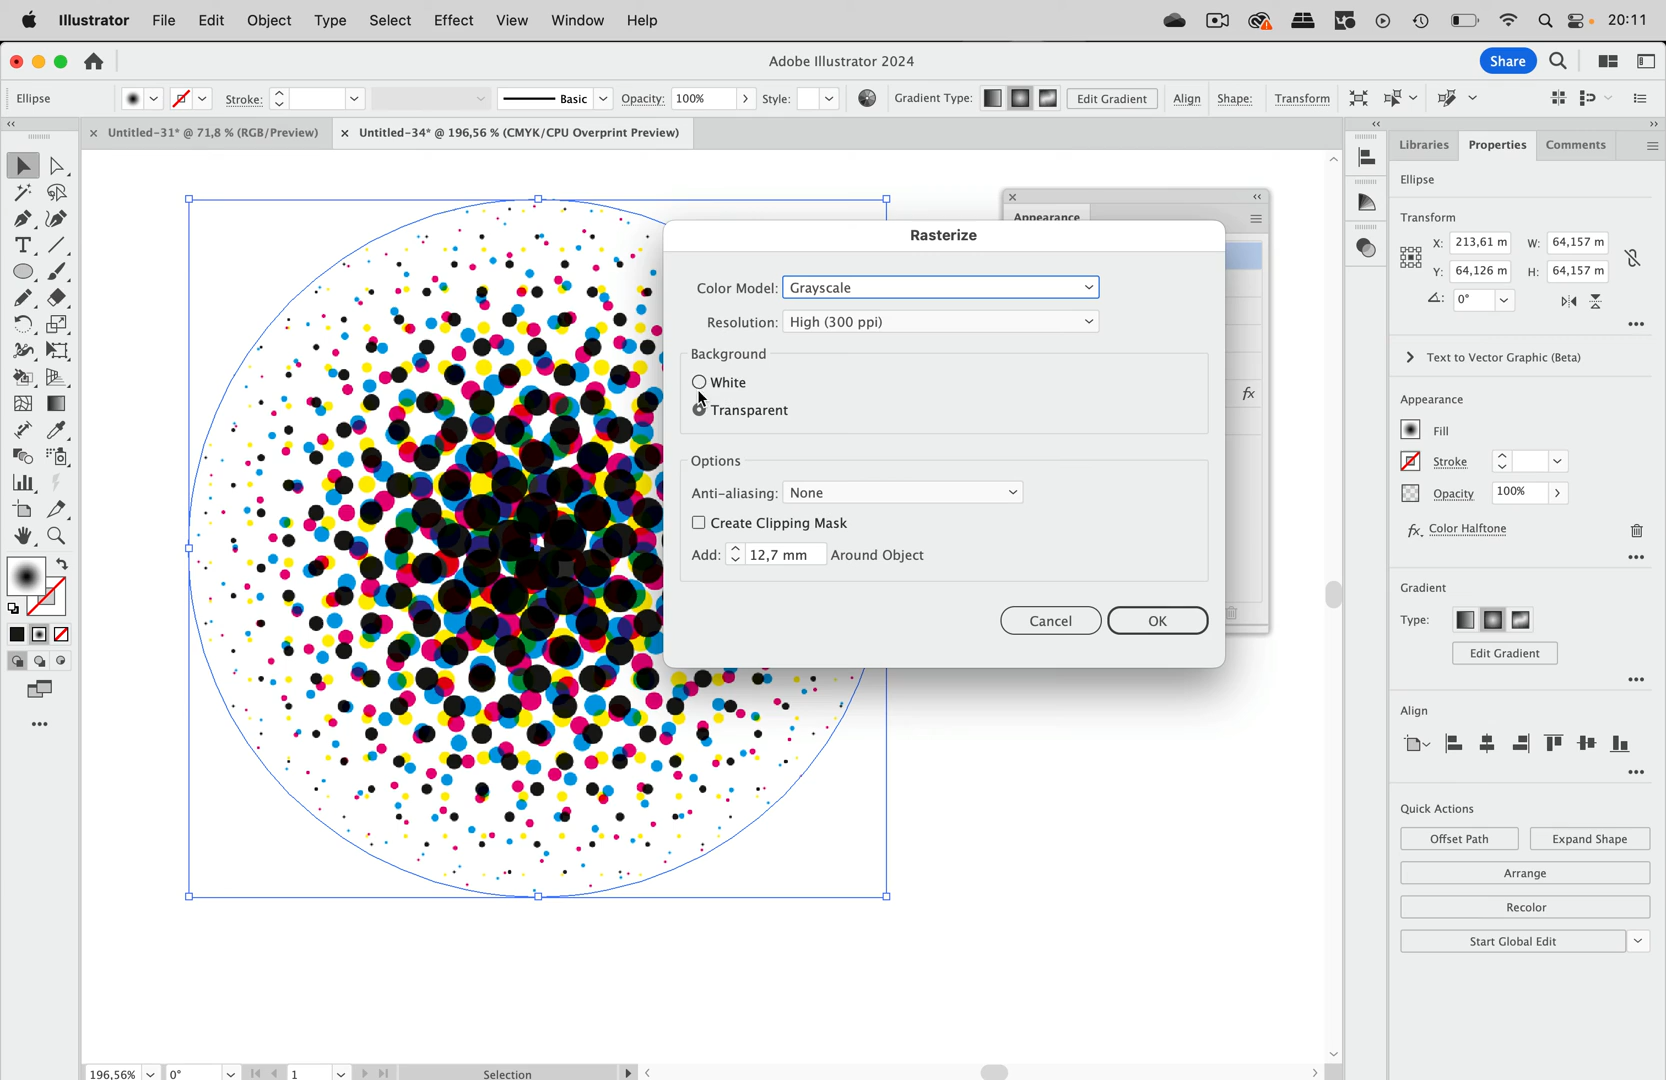 Illustrator File Edit Object Type Select Effect View Window Help 20:11
Adobe Illustrator 2024
Share
Ellipse Stroke: Basic Opacity: 100% Style: Gradient Type: Edit Gradient Align Shape: Transform
Untitled-31* @ 71,8 % (RGB/Preview) Untitled-34* @ 196,56 % (CMYK/CPU Overprint Preview)
Libraries Properties Comments
Ellipse
Transform
X: 213,61 m W: 64,157 m
Y: 64,126 m H: 64,157 m
0°
Text to Vector Graphic (Beta)
Appearance
Fill
Stroke
Opacity 100%
fx. Color Halftone
Gradient
Type:
Edit Gradient
Align
Quick Actions
Offset Path Expand Shape
Arrange
Recolor
Start Global Edit
Appearance
fx
Rasterize
Color Model: Grayscale
Resolution: High (300 ppi)
Background
White
Transparent
Options
Anti-aliasing: None
Create Clipping Mask
Add: 12,7 mm Around Object
Cancel OK
196,56% 0° 1 Selection